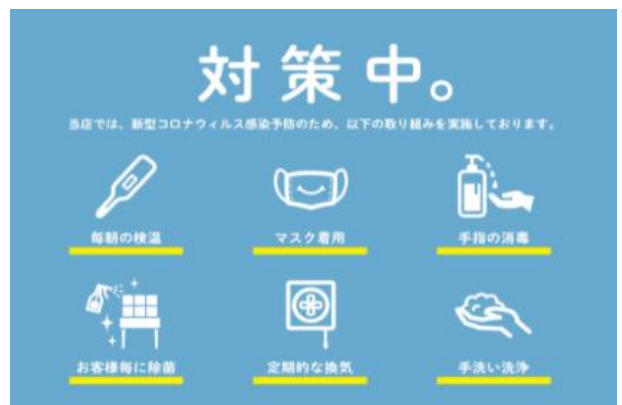 対策中。
当店では、新型コロナウィルス感染予防のため、以下の取り組みを実施しております。
毎朝の検温
マスク着用
手指の消毒
お客様毎に除菌
定期的な換気
手洗い洗浄